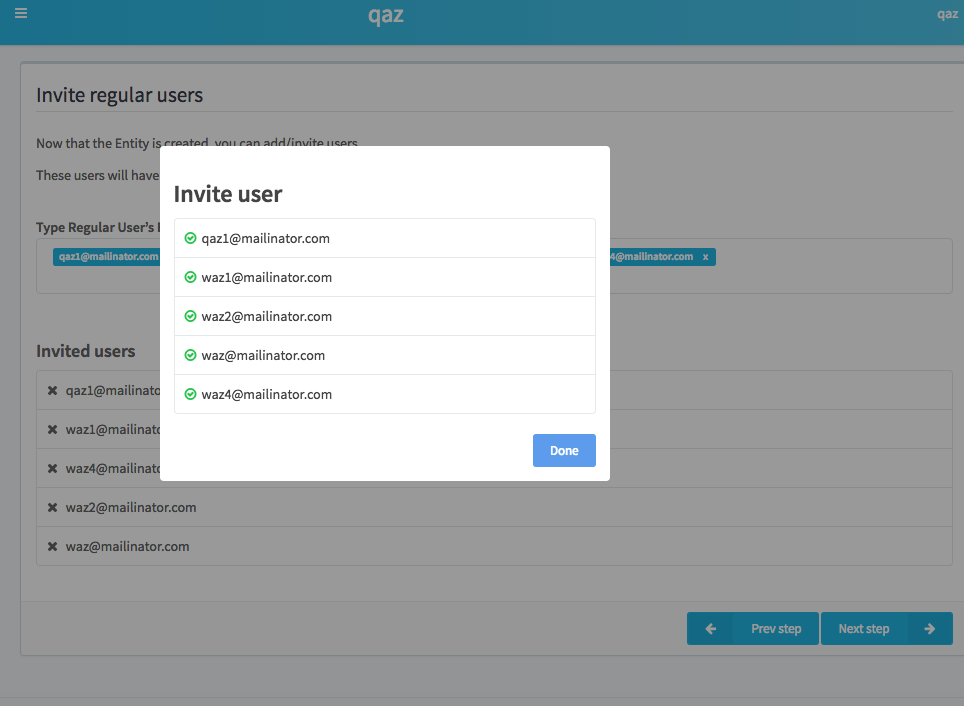 qaz
qaz
Invite regular users
Now that the Entity is created, you can add/invite users
These users will have
Type Regular User's
qaz1@mailinator.com
4@mailinator.com x
Invite user
qaz1@mailinator.com
waz1@mailinator.com
waz2@mailinator.com
waz@mailinator.com
waz4@mailinator.com
Done
Invited users
qaz1@mailinato
waz1@mailinato
waz4@mailinato
waz2@mailinator.com
waz@mailinator.com
Prev step
Next step